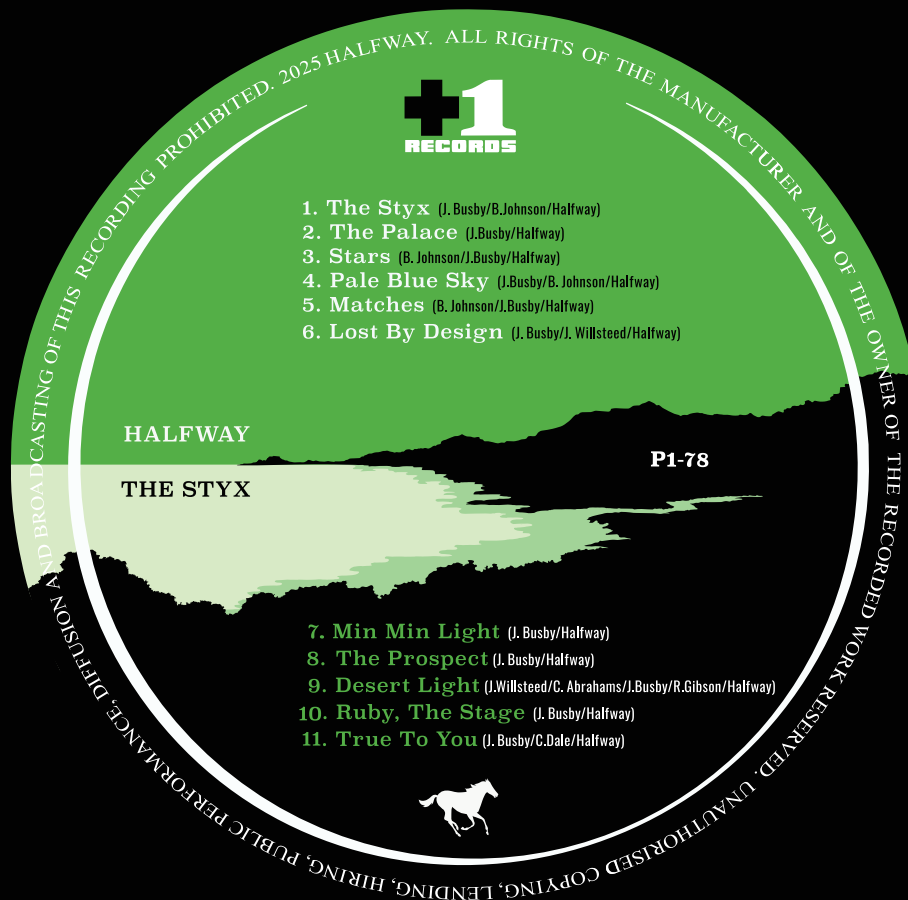 2025 HALFWAY. ALL RIGHTS OF THE MANUFACTURER AND OF THE OWNER OF THE RECORDED WORK RESERVED. UNAUTHORISED COPYING, LENDING, HIRING, PUBLIC PERFORMANCE, DIFFUSION AND BROADCASTING OF THIS RECORDING PROHIBITED.
+1
RECORDS
1. The Styx (J. Busby/B.Johnson/Halfway)
2. The Palace (J.Busby/Halfway)
3. Stars (B. Johnson/J.Busby/Halfway)
4. Pale Blue Sky (J.Busby/B. Johnson/Halfway)
5. Matches (B. Johnson/J.Busby/Halfway)
6. Lost By Design (J. Busby/J. Willsteed/Halfway)
HALFWAY
P1-78
THE STYX
7. Min Min Light (J. Busby/Halfway)
8. The Prospect (J. Busby/Halfway)
9. Desert Light (J.Willsteed/C. Abrahams/J.Busby/R.Gibson/Halfway)
10. Ruby, The Stage (J. Busby/Halfway)
11. True To You (J. Busby/C.Dale/Halfway)